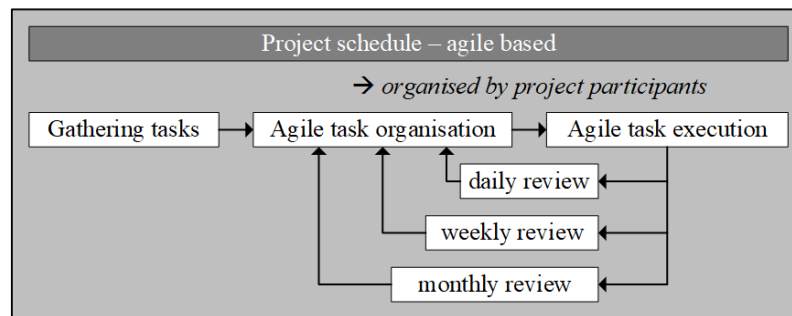 Project schedule – agile based
→ organised by project participants
Gathering tasks
Agile task organisation
Agile task execution
daily review
weekly review
monthly review